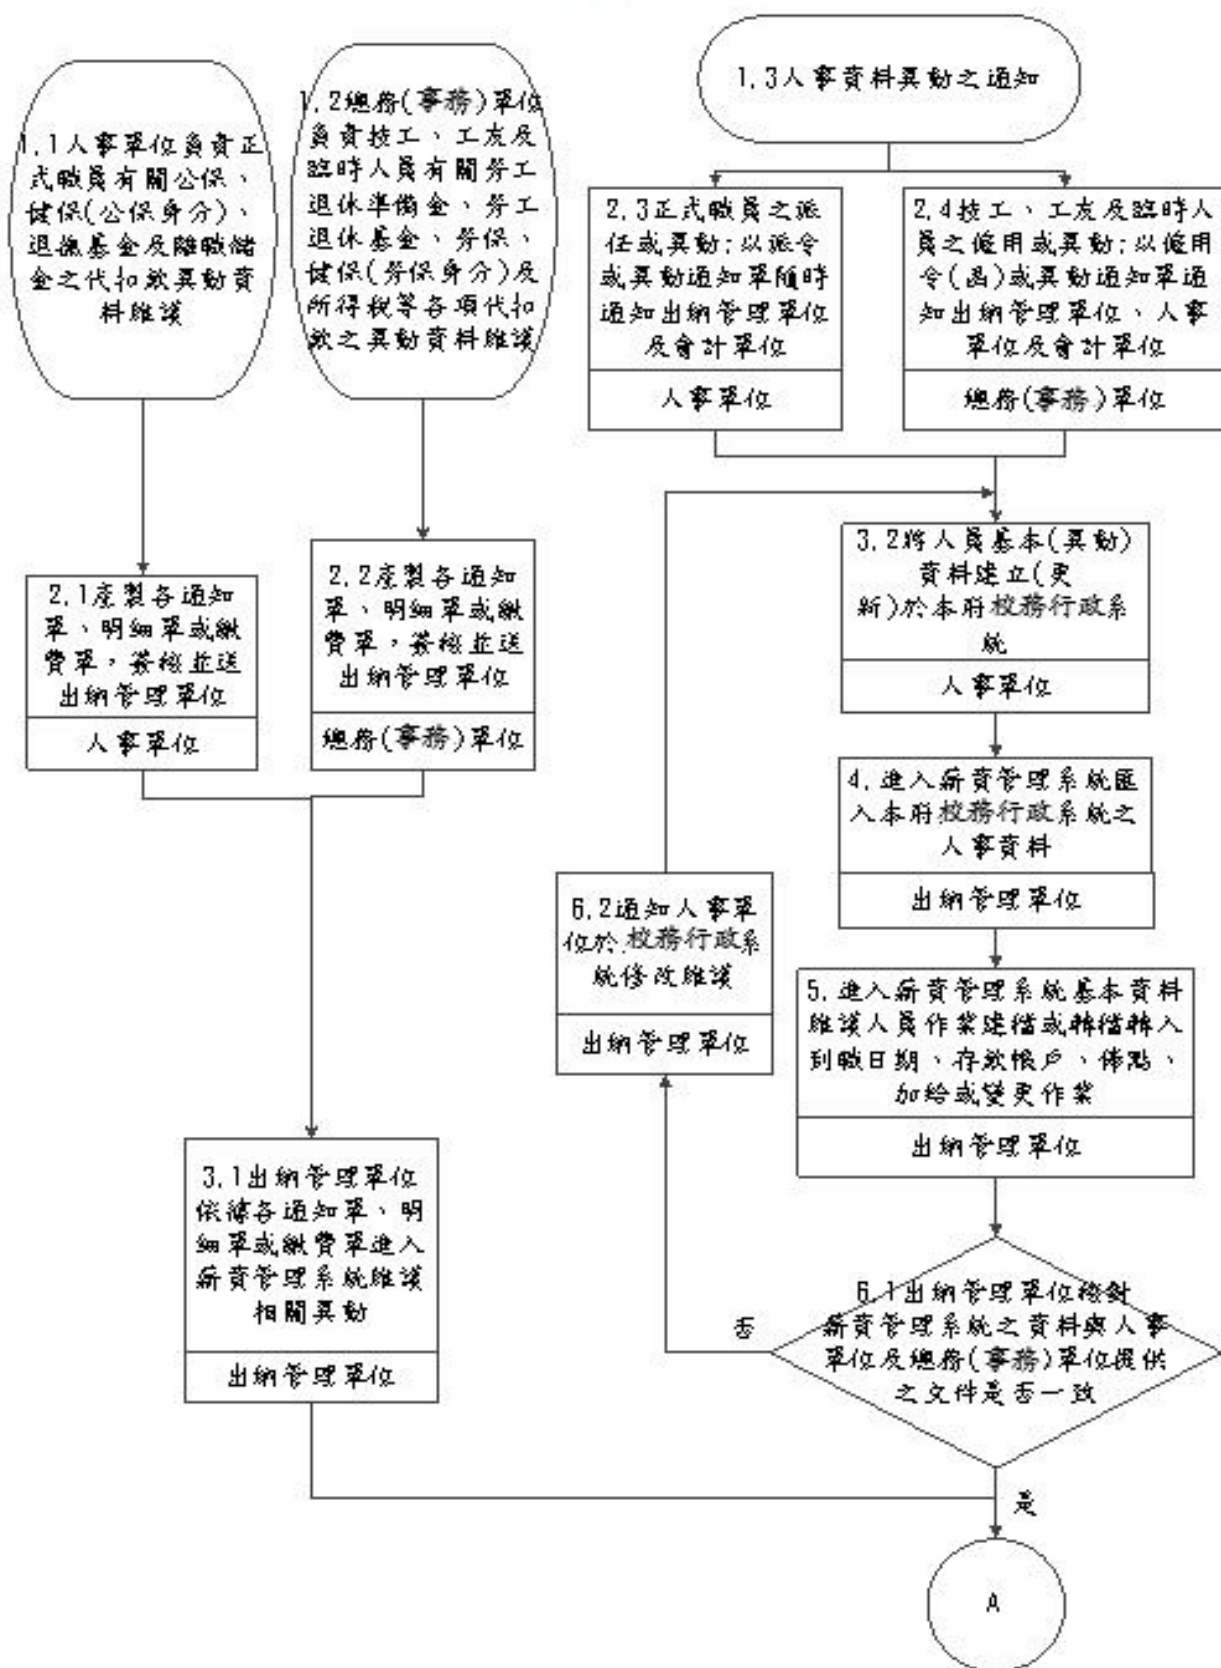 1.1人事單位負責正
式職員有關公保、
健保(公保身分)、
退撫基金及離職儲
金之代扣款異動資
料維護
1.2總務(事務)單位
負責技工、工友及
臨時人員有關勞工
退休準備金、勞工
退休基金、勞保、
健保(勞保身分)及
所得稅等各項代扣
款之異動資料維護
1.3人事資料異動之通知
2.3正式職員之派
任或異動:以派令
或異動通知單隨時
通知出納管理單位
及會計單位
人事單位
2.4技工、工友及臨時人
員之僱用或異動:以僱用
令(函)或異動通知單通
知出納管理單位、人事
單位及會計單位
總務(事務)單位
2.1產製各通知
單、明細單或繳
費單，簽核並送
出納管理單位
人事單位
2.2產製各通知
單、明細單或繳
費單，簽核並送
出納管理單位
總務(事務)單位
3.2將人員基本(異動)
資料建立(更
新)於本府校務行政系
統
人事單位
4.進入薪資管理系統匯
入本府校務行政系統之
人事資料
出納管理單位
6.2通知人事單
位於校務行政系
統修改維護
出納管理單位
5.進入薪資管理系統基本資料
維護人員作業建檔或轉檔轉入
到職日期、存款帳戶、俸點、
加給或變更作業
出納管理單位
3.1出納管理單位
依據各通知單、明
細單或繳費單進入
薪資管理系統維護
相關異動
出納管理單位
6.1出納管理單位核對
薪資管理系統之資料與人事
單位及總務(事務)單位提供
之文件是否一致
否
是
A